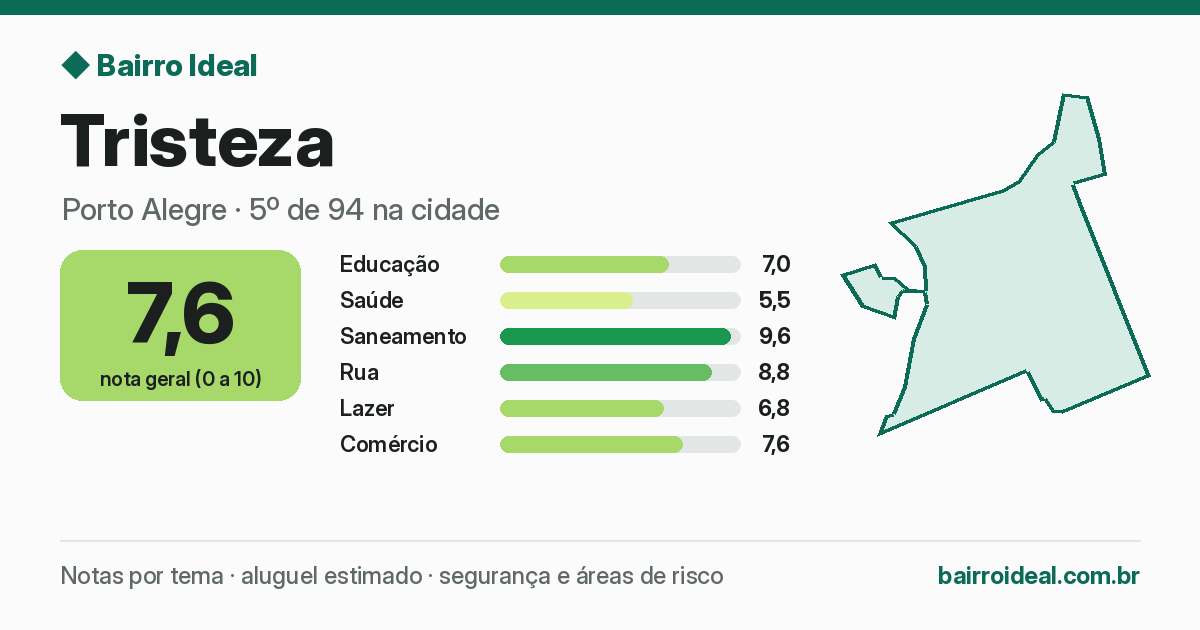 Bairro Ideal
Tristeza
Porto Alegre · 5º de 94 na cidade
7,6
nota geral (0 a 10)
Educação 7,0
Saúde 5,5
Saneamento 9,6
Rua 8,8
Lazer 6,8
Comércio 7,6
Notas por tema · aluguel estimado · segurança e áreas de risco
bairroideal.com.br